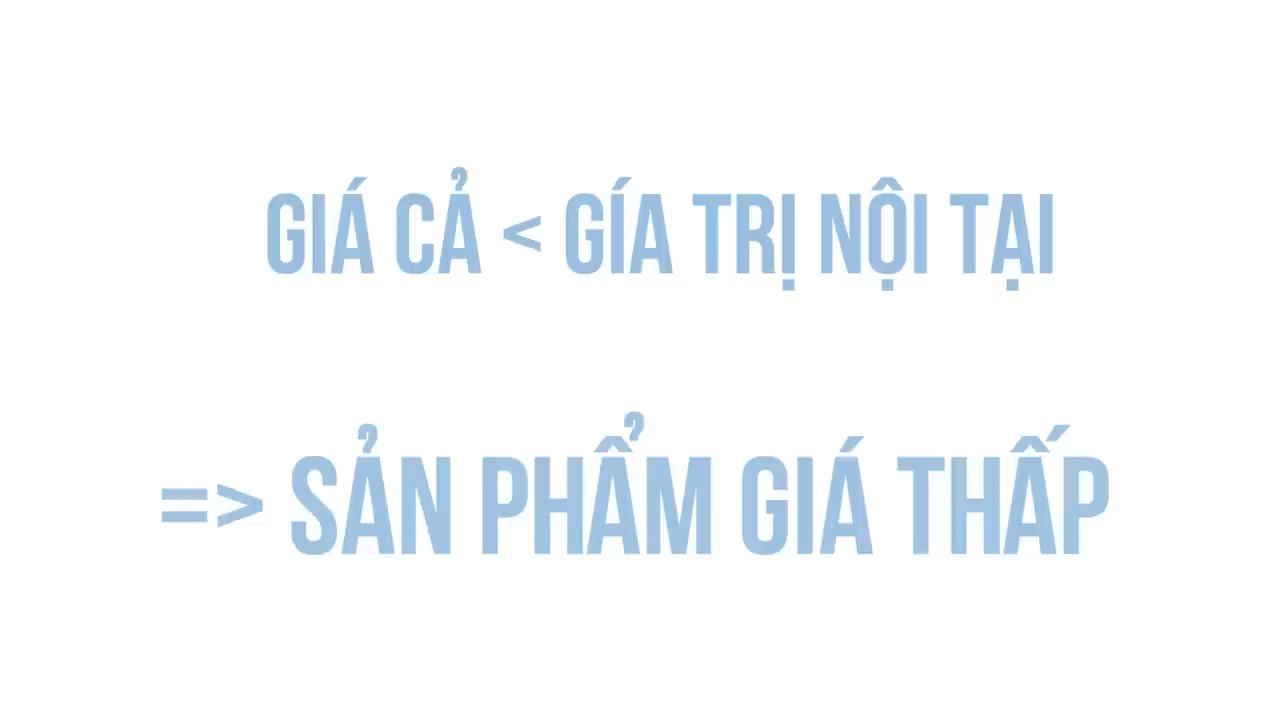 GIÁ CẢ < GÍA TRỊ NỘI TẠI
=> SẢN PHẨM GIÁ THẤP